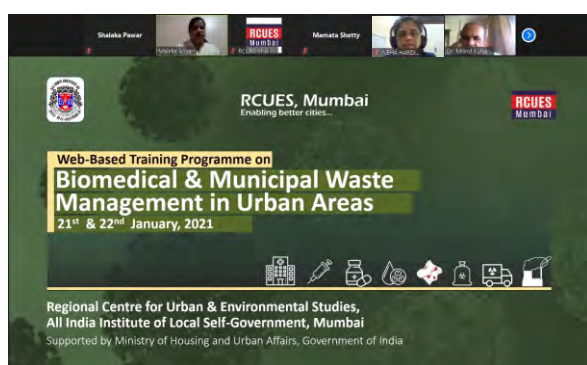 Shalaka Pawar
RCUES
Mumbai
Mamata Shetty
RCUES, Mumbai
Enabling better cities...
RCUES
Mumbai
Web-Based Training Programme on
Biomedical & Municipal Waste
Management in Urban Areas
21st & 22nd January, 2021
Regional Centre for Urban & Environmental Studies,
All India Institute of Local Self-Government, Mumbai
Supported by Ministry of Housing and Urban Affairs, Government of India